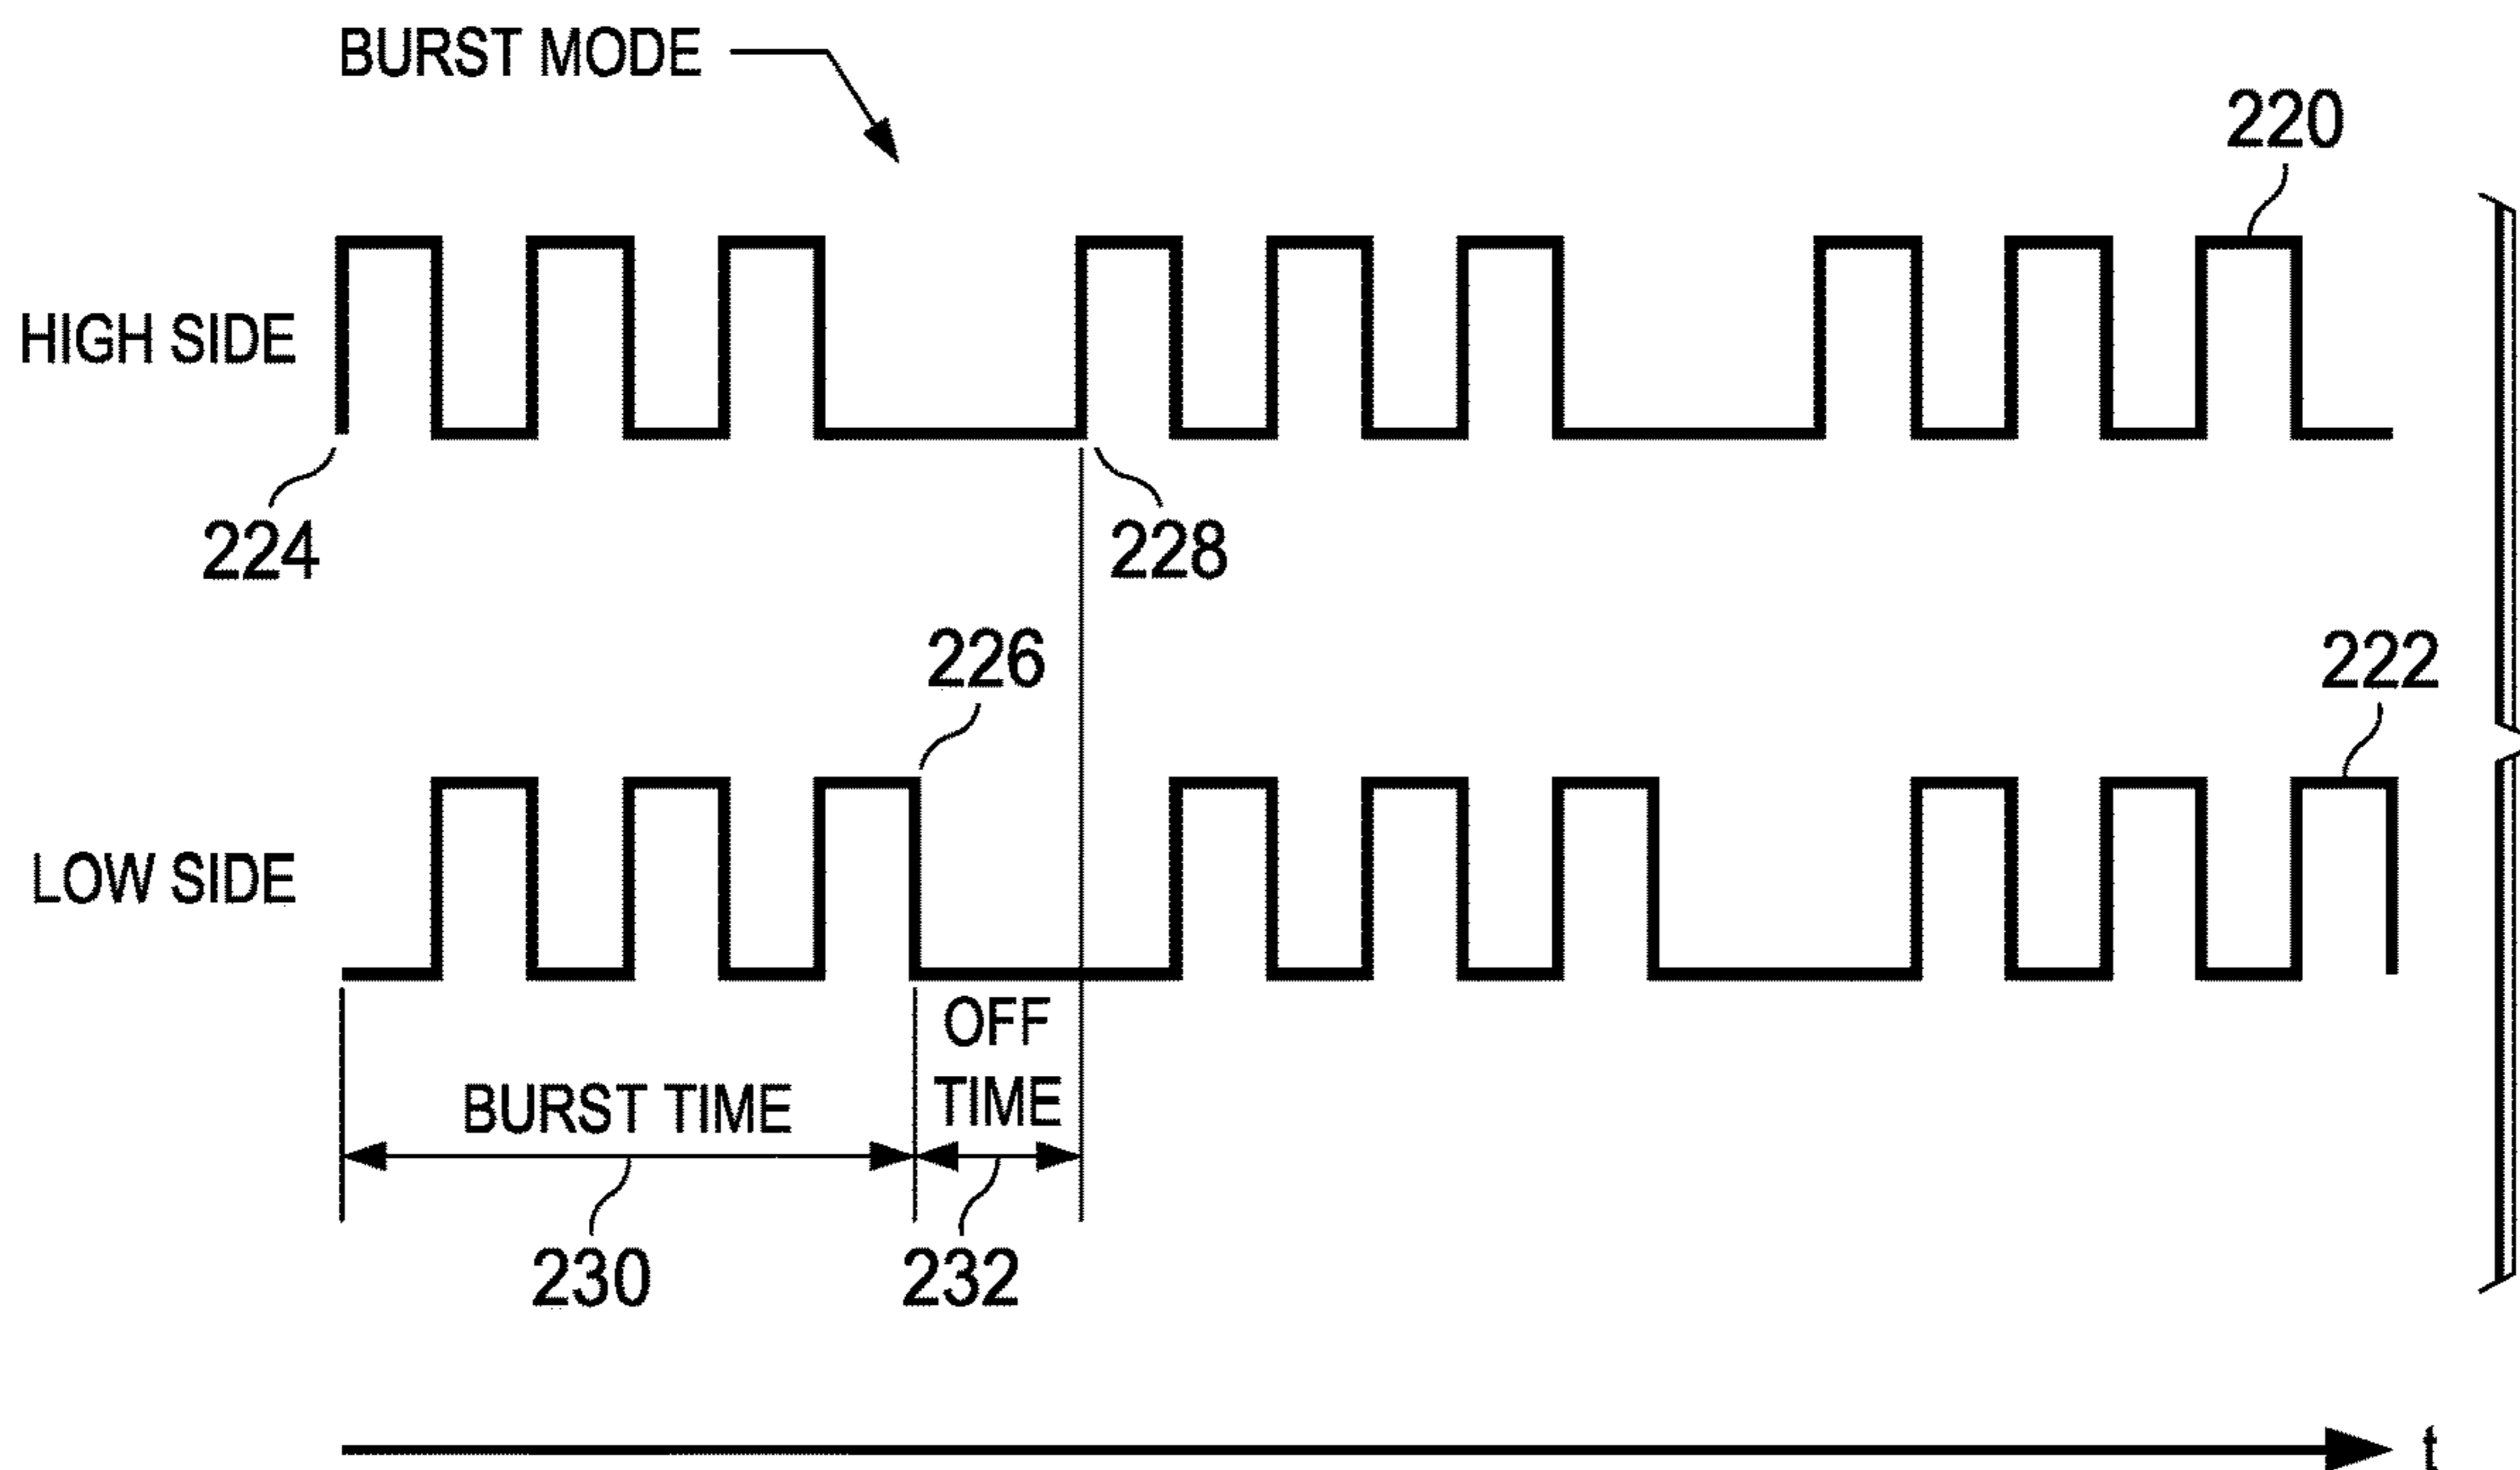 BURST MODE
220
HIGH SIDE
224
228
226
222
LOW SIDE
OFF
TIME
BURST TIME
230
232
t